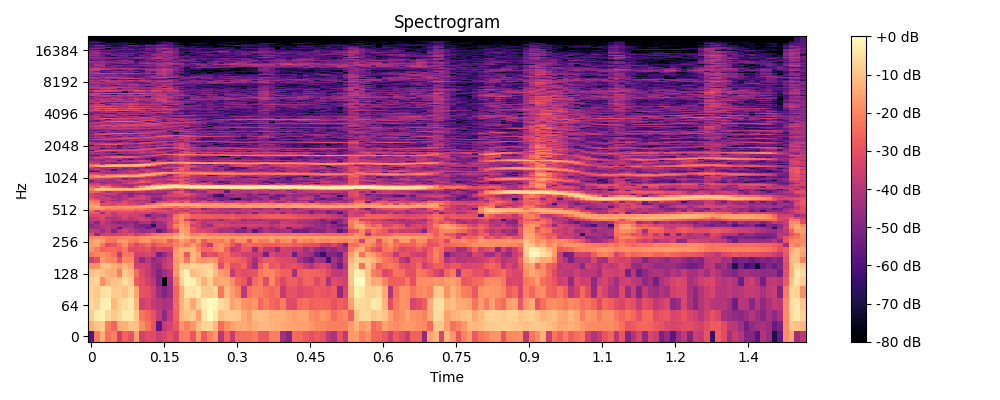 Spectrogram
Hz
16384
8192
4096
2048
1024
512
256
128
64
0
0 0.15 0.3 0.45 0.6 0.75 0.9 1.1 1.2 1.4
Time
+0 dB
-10 dB
-20 dB
-30 dB
-40 dB
-50 dB
-60 dB
-70 dB
-80 dB